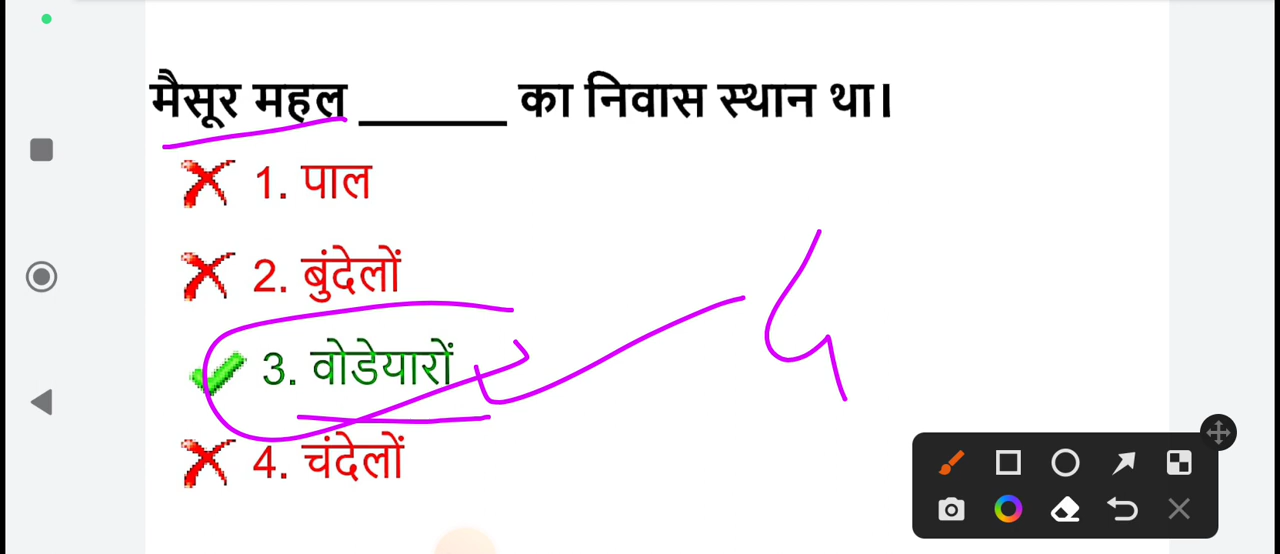 मैसूर महल ______ का निवास स्थान था।
1. पाल
2. बुंदेलों
3. वोडेयारों
4. चंदेलों